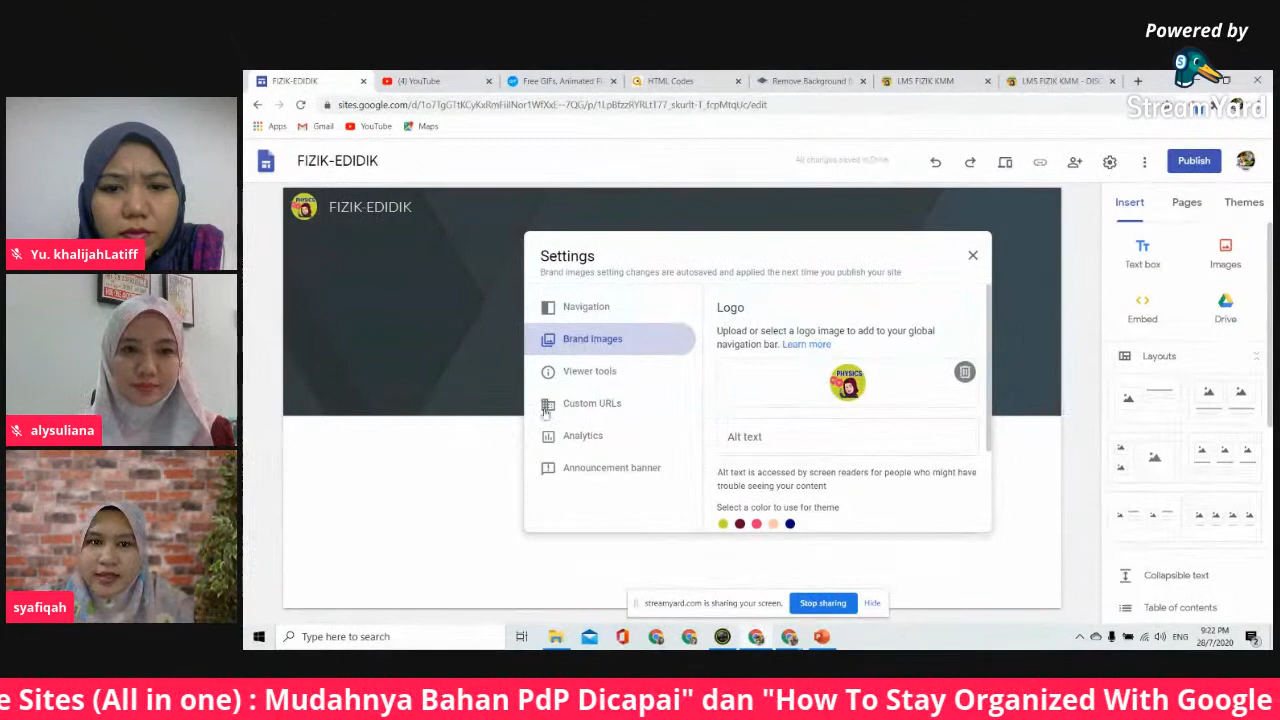 Powered by
StreamYard
FIZIK-EDIDIK
(4) YouTube
Free GIFs, Animated
HTML Codes
Remove Background
LMS FIZIK KMM
LMS FIZIK KMM - DISC
Apps
Gmail
YouTube
Maps
FIZIK-EDIDIK
All changes saved in Drive
Publish
FIZIK-EDIDIK
Insert
Pages
Themes
Settings
Brand images setting changes are autosaved and applied the next time you publish your site
Navigation
Brand Images
Viewer tools
Custom URLs
Analytics
Announcement banner
Logo
Upload or select a logo image to add to your global
navigation bar. Learn more
PHYSICS
Alt text
Alt text is accessed by screen readers for people who might have
trouble seeing your content
Select a color to use for theme
Text box
Images
Embed
Drive
Layouts
Collapsible text
Table of contents
Yu. khalijahLatiff
alysuliana
syafiqah
streamyard.com is sharing your screen.
Stop sharing
Hide
Type here to search
ENG
9:22 PM
28/7/2020
e Sites (All in one) : Mudahnya Bahan PdP Dicapai" dan "How To Stay Organized With Google